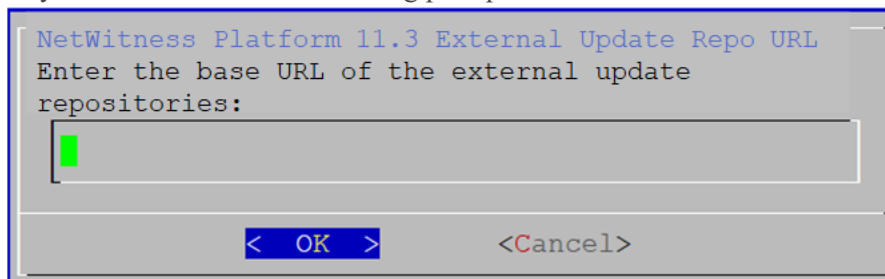 NetWitness Platform 11.3 External Update Repo URL
Enter the base URL of the external update
repositories:
< OK > <Cancel>